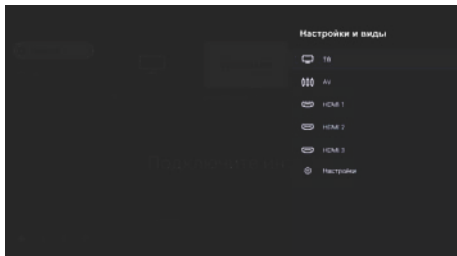 Настройки и виды
ТВ
AV
HDMI 1
HDMI 2
HDMI 3
Настройки